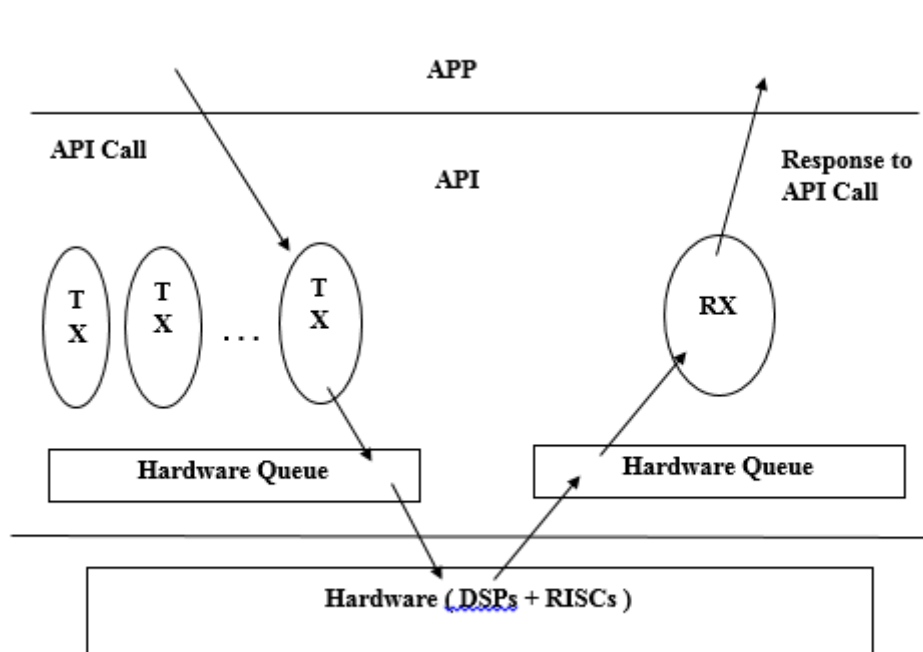 APP
API Call
API
Response to
API Call
T
X
T
X
...
T
X
RX
Hardware Queue
Hardware Queue
Hardware ( DSPs + RISCs )